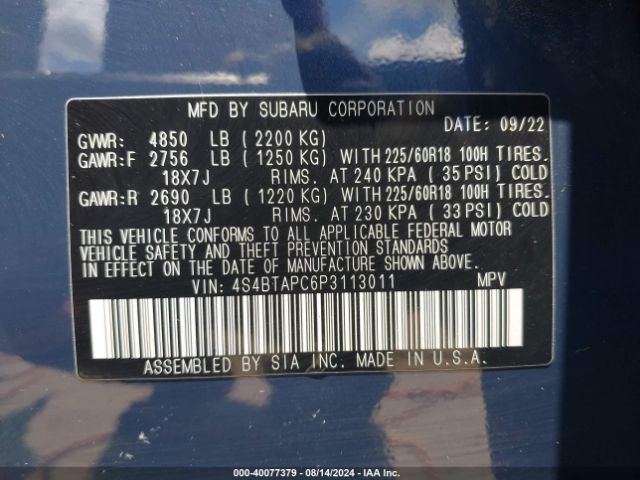 MFD BY SUBARU CORPORATION
DATE: 09/22
GVWR: 4850 LB ( 2200 KG)
GAWR:F 2756 LB ( 1250 KG) WITH 225/60R18 100H TIRES.
18X7J RIMS. AT 240 KPA ( 35 PSI) COLD
GAWR:R 2690 LB ( 1220 KG) WITH 225/60R18 100H TIRES.
18X7J RIMS. AT 230 KPA ( 33 PSI) COLD
THIS VEHICLE CONFORMS TO ALL APPLICABLE FEDERAL MOTOR
VEHICLE SAFETY AND THEFT PREVENTION STANDARDS
IN EFFECT ON THE DATE OF MANUFACTURE SHOWN ABOVE.
VIN: 4S4BTAPC6P3113011 MPV
ASSEMBLED BY SIA INC. MADE IN U.S.A.
000-40077379 - 08/14/2024 - IAA Inc.